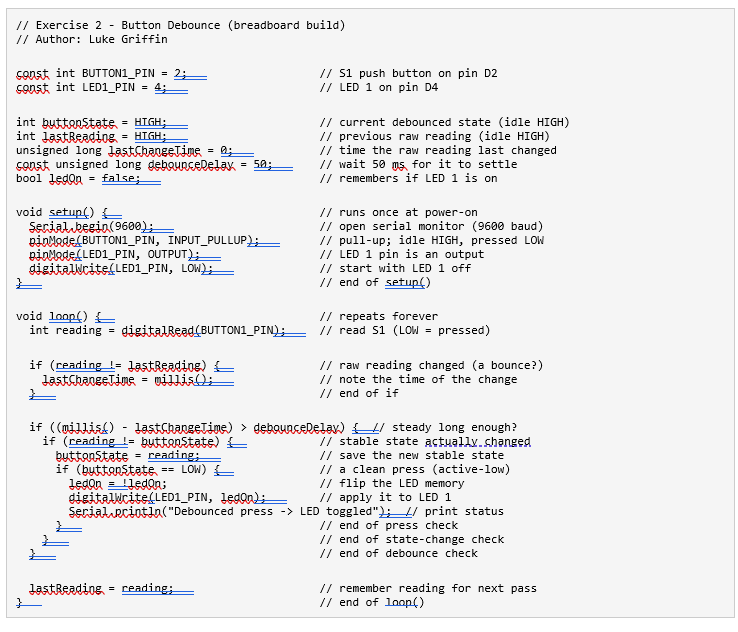 // Exercise 2 - Button Debounce (breadboard build)
// Author: Luke Griffin
const int BUTTON1_PIN = 2;                // S1 push button on pin D2
const int LED1_PIN = 4;                   // LED 1 on pin D4
int buttonState = HIGH;                   // current debounced state (idle HIGH)
int lastReading = HIGH;                   // previous raw reading (idle HIGH)
unsigned long lastChangeTime = 0;         // time the raw reading last changed
const unsigned long debounceDelay = 50;   // wait 50 ms for it to settle
bool ledOn = false;                       // remembers if LED 1 is on
void setup() {                            // runs once at power-on
  Serial.begin(9600);                     // open serial monitor (9600 baud)
  pinMode(BUTTON1_PIN, INPUT_PULLUP);     // pull-up; idle HIGH, pressed LOW
  pinMode(LED1_PIN, OUTPUT);              // LED 1 pin is an output
  digitalWrite(LED1_PIN, LOW);            // start with LED 1 off
}                                         // end of setup()
void loop() {                             // repeats forever
  int reading = digitalRead(BUTTON1_PIN); // read S1 (LOW = pressed)
  if (reading != lastReading) {           // raw reading changed (a bounce?)
    lastChangeTime = millis();            // note the time of the change
  }                                       // end of if
  if ((millis() - lastChangeTime) > debounceDelay) {  // steady long enough?
    if (reading != buttonState) {         // stable state actually changed
      buttonState = reading;              // save the new stable state
      if (buttonState == LOW) {           // a clean press (active-low)
        ledOn = !ledOn;                   // flip the LED memory
        digitalWrite(LED1_PIN, ledOn);    // apply it to LED 1
        Serial.println("Debounced press -> LED toggled");  // print status
      }                                   // end of press check
    }                                     // end of state-change check
  }                                       // end of debounce check
  lastReading = reading;                  // remember reading for next pass
}                                         // end of loop()